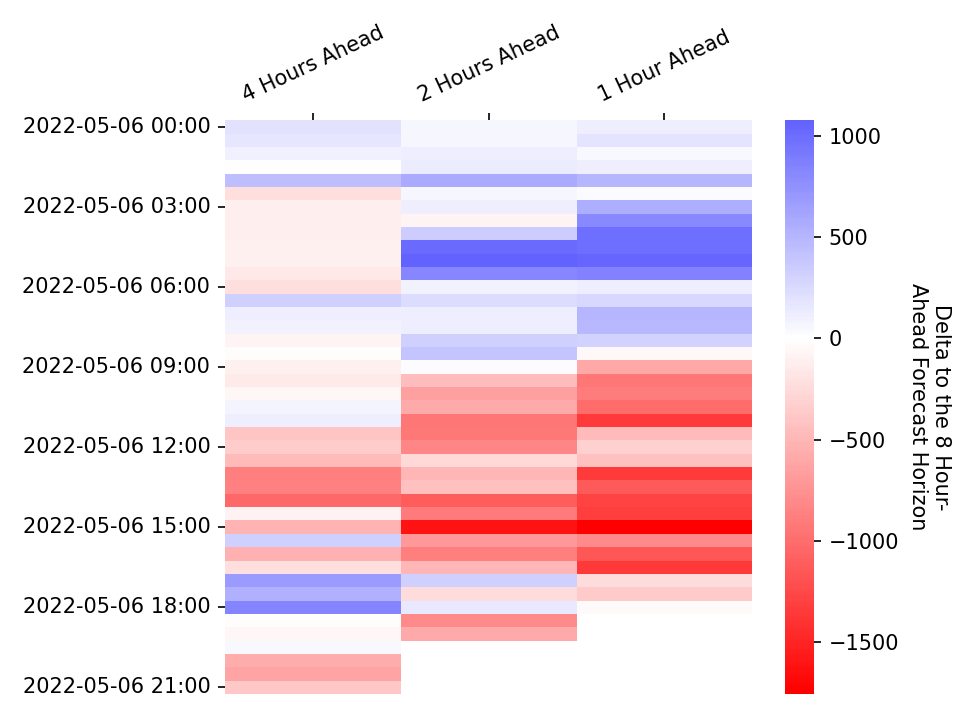 4 Hours Ahead
2 Hours Ahead
1 Hour Ahead
2022-05-06 00:00
2022-05-06 03:00
2022-05-06 06:00
2022-05-06 09:00
2022-05-06 12:00
2022-05-06 15:00
2022-05-06 18:00
2022-05-06 21:00
1000
500
0
−500
−1000
−1500
Delta to the 8 Hour-
Ahead Forecast Horizon